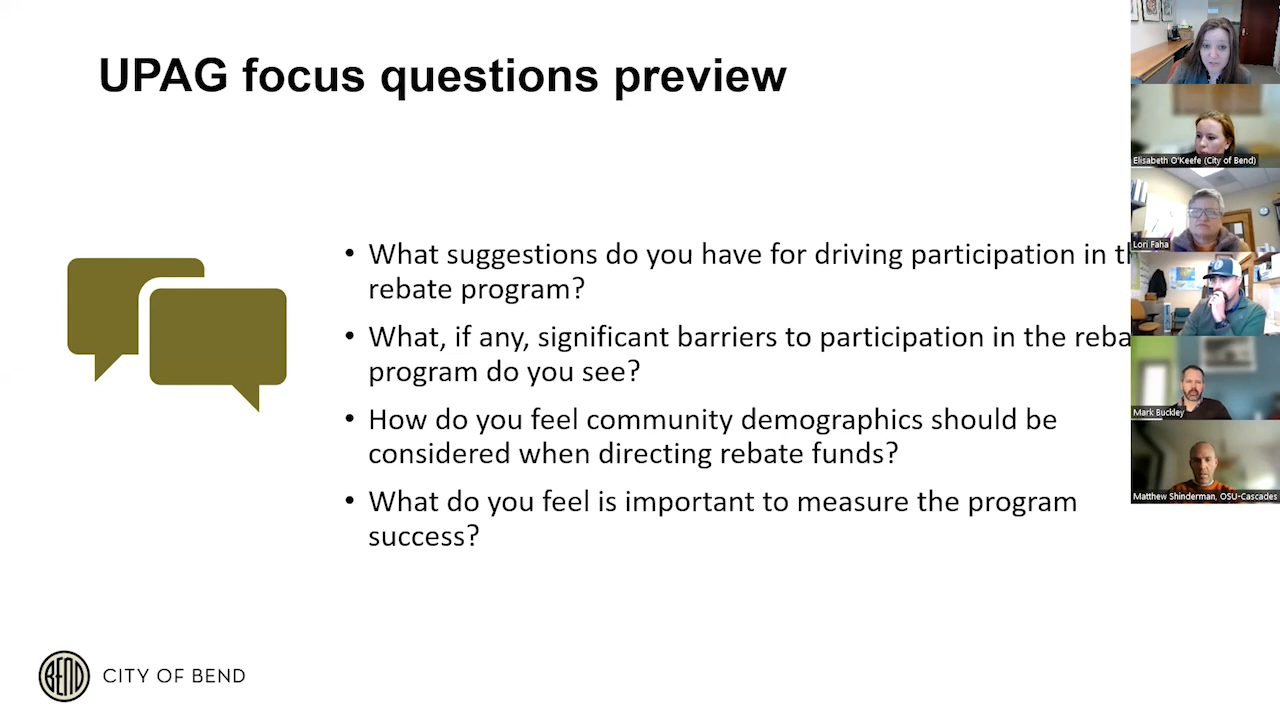 UPAG focus questions preview
• What suggestions do you have for driving participation in
rebate program?
• What, if any, significant barriers to participation in the
program do you see?
• How do you feel community demographics should be
considered when directing rebate funds?
• What do you feel is important to measure the program
success?
BEND
CITY OF BEND
Elisabeth O'Keefe (City of Bend)
Lori Faha
Mark Buckley
Matthew Shinderman, OSU-Cascades